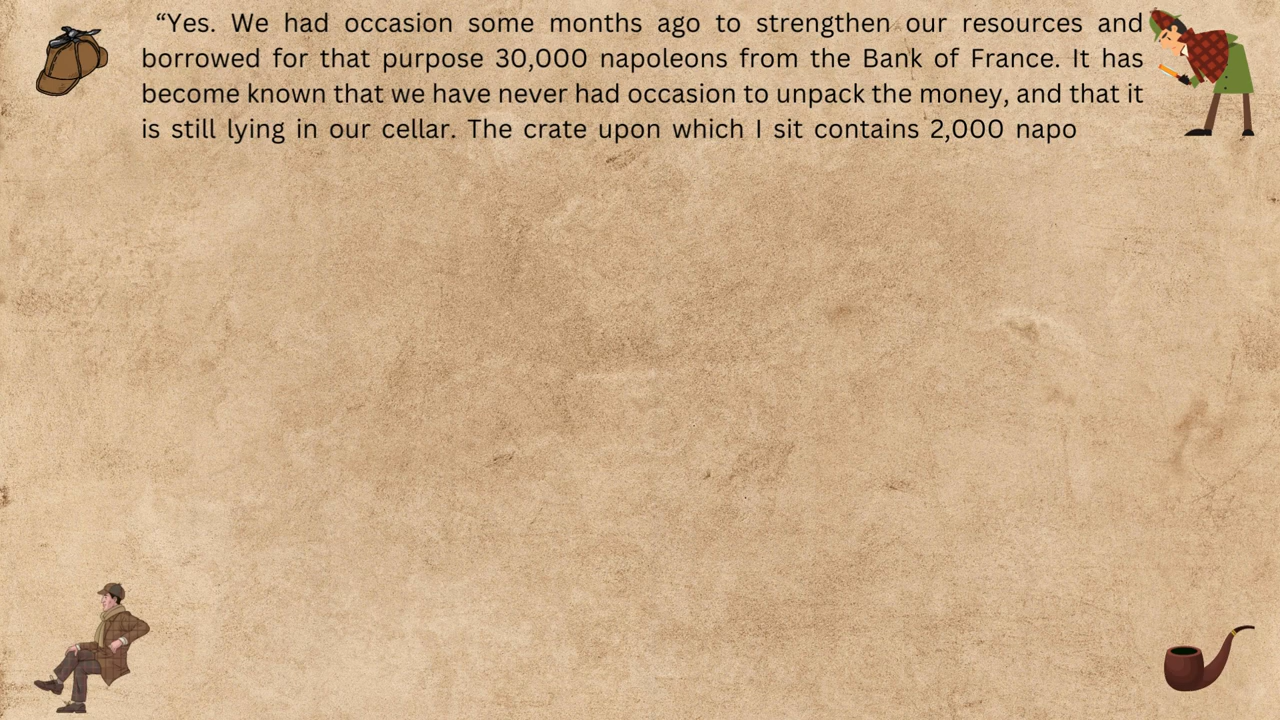 “Yes. We had occasion some months ago to strengthen our resources and
borrowed for that purpose 30,000 napoleons from the Bank of France. It has
become known that we have never had occasion to unpack the money, and that it
is still lying in our cellar. The crate upon which I sit contains 2,000 napo